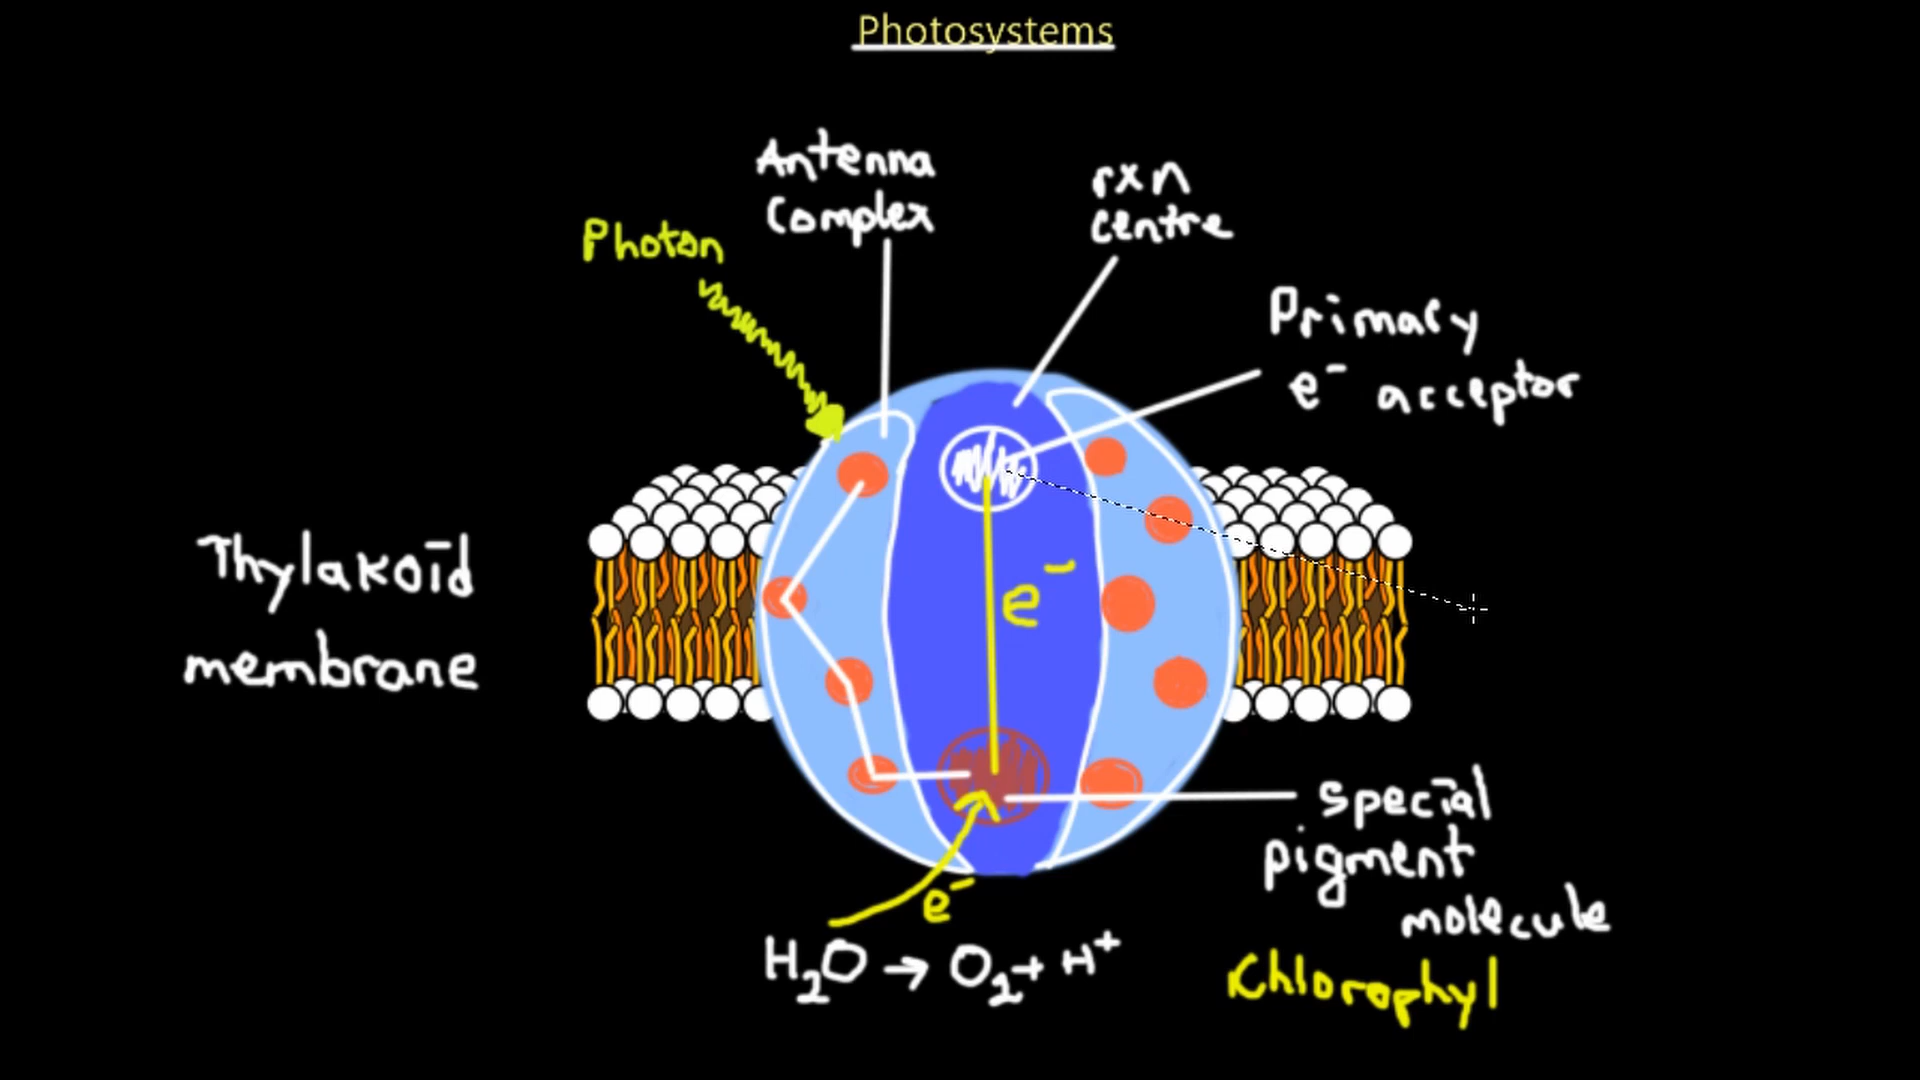 Photosystems
Antenna
Complex
rxn
centre
Photon
Primary
e⁻ acceptor
Thylakoid
membrane
e⁻
special
pigment
molecule
e⁻
H₂O → O₂ + H⁺
Chlorophyl